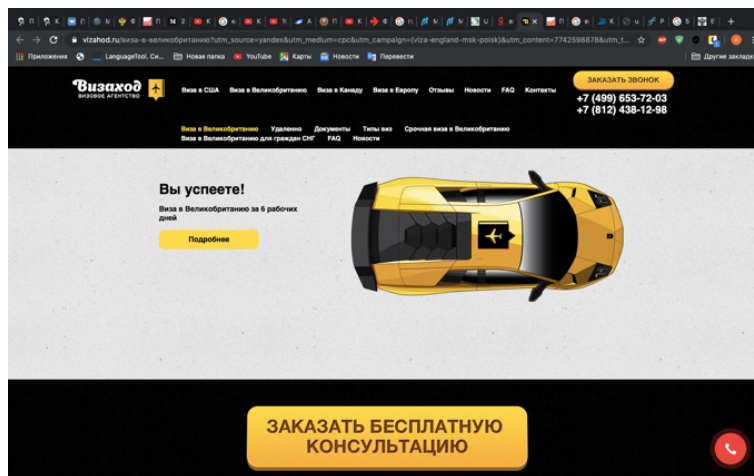 vizahod.ru/виза-в-великобританию?utm_source=yandes&utm_medium=cpc&utm_campaign={viza-england-msk-poisk}&utm_content=7742598878&utm_t...
Приложения LanguageTool. Си... Новая папка YouTube Карты Новости Перевести Другие закладки
Визаход
ВИЗОВОЕ АГЕНТСТВО
Виза в США Виза в Великобританию Виза в Канаду Виза в Европу Отзывы Новости FAQ Контакты
ЗАКАЗАТЬ ЗВОНОК
+7 (499) 653-72-03
+7 (812) 438-12-98
Виза в Великобританию Удаленно Документы Типы виз Срочная виза в Великобританию
Виза в Великобританию для граждан СНГ FAQ Новости
Вы успеете!
Виза в Великобританию за 6 рабочих
дней
Подробнее
ЗАКАЗАТЬ БЕСПЛАТНУЮ
КОНСУЛЬТАЦИЮ